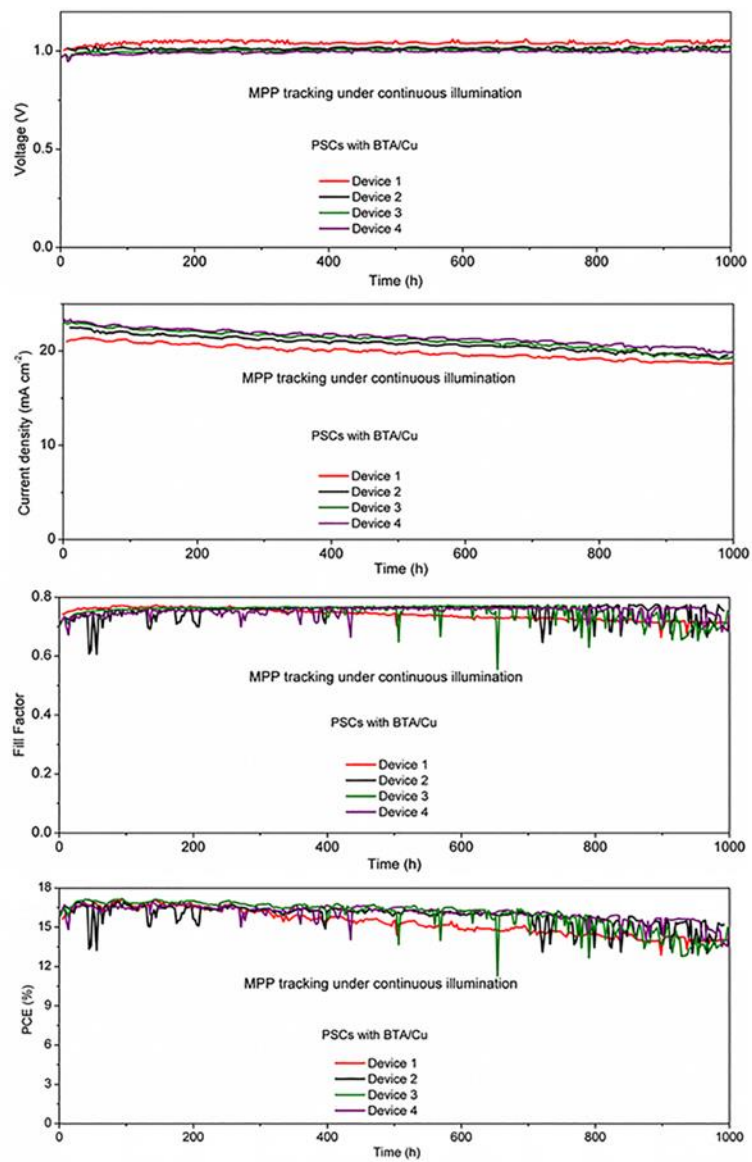 Voltage (V)
1.0
0.5
0.0
MPP tracking under continuous illumination
PSCs with BTA/Cu
Device 1
Device 2
Device 3
Device 4
0 200 400 600 800 1000
Time (h)
Current density (mA cm⁻²)
20
10
0
MPP tracking under continuous illumination
PSCs with BTA/Cu
Device 1
Device 2
Device 3
Device 4
0 200 400 600 800 1000
Time (h)
Fill Factor
0.8
0.6
0.4
0.2
0.0
MPP tracking under continuous illumination
PSCs with BTA/Cu
Device 1
Device 2
Device 3
Device 4
0 200 400 600 800 1000
Time (h)
PCE (%)
18
15
12
9
6
3
0
MPP tracking under continuous illumination
PSCs with BTA/Cu
Device 1
Device 2
Device 3
Device 4
0 200 400 600 800 1000
Time (h)